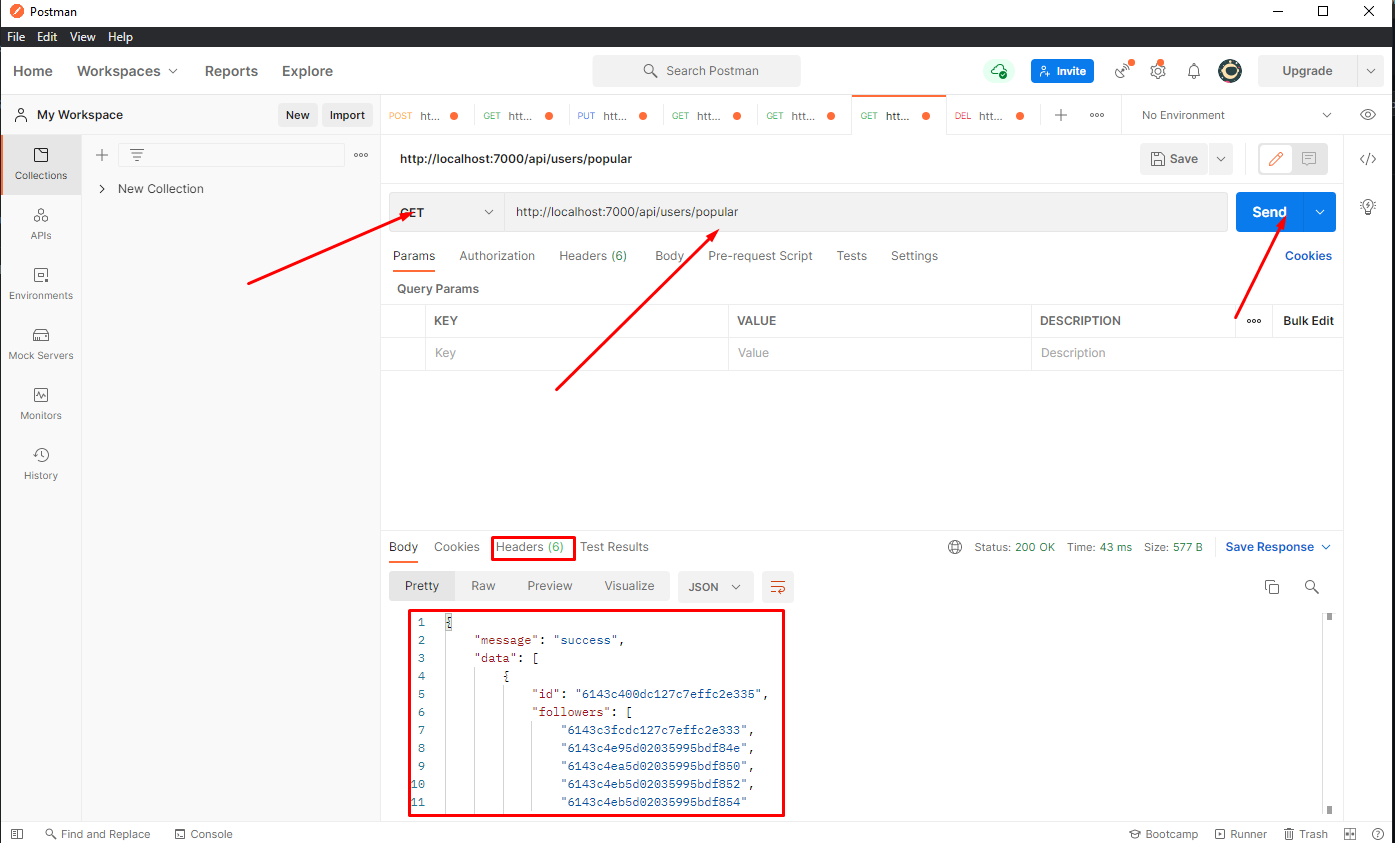 Postman
File Edit View Help
Home Workspaces Reports Explore Search Postman Invite Upgrade
My Workspace New Import POST htt... GET htt... PUT htt... GET htt... GET htt... GET htt... DEL htt... No Environment
Collections
APIs
Environments
Mock Servers
Monitors
History
New Collection
http://localhost:7000/api/users/popular Save
GET http://localhost:7000/api/users/popular Send
Params Authorization Headers (6) Body Pre-request Script Tests Settings Cookies
Query Params
KEY VALUE DESCRIPTION Bulk Edit
Key Value Description
Body Cookies Headers (6) Test Results Status: 200 OK Time: 43 ms Size: 577 B Save Response
Pretty Raw Preview Visualize JSON
1 {
2 "message": "success",
3 "data": [
4 {
5 "id": "6143c400dc127c7effc2e335",
6 "followers": [
7 "6143c3fcdc127c7effc2e333",
8 "6143c4e95d02035995bdf84e",
9 "6143c4ea5d02035995bdf850",
10 "6143c4eb5d02035995bdf852",
11 "6143c4eb5d02035995bdf854"
Find and Replace Console Bootcamp Runner Trash